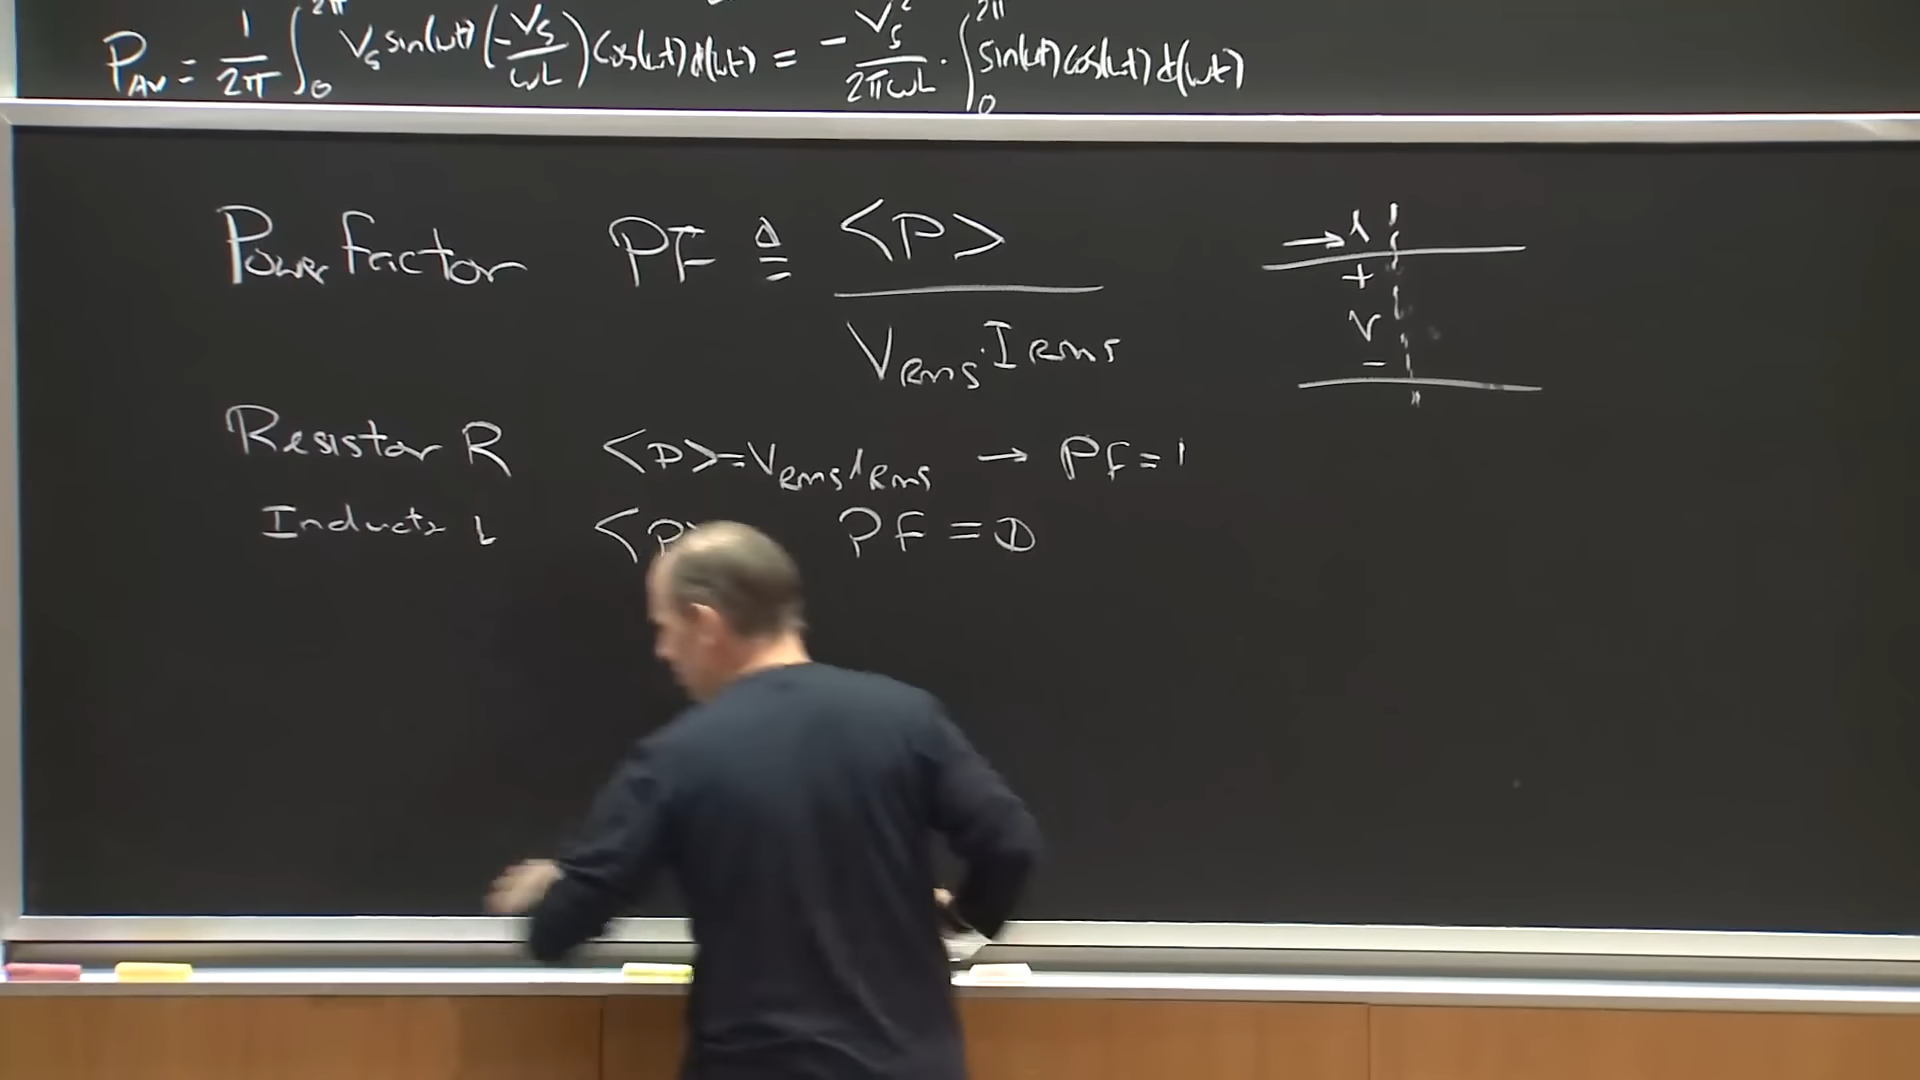 P_AV = 1/2π ∫_0^2π V_s sin(ωt) (-V_s/ωL) cos(ωt) d(ωt) = - V_s^2/2πωL · ∫_0^2π sin(ωt) cos(ωt) d(ωt)
Power factor PF ≜ <P> / V_RMS · I_RMS
i
+
V
-
Resistor R <P> = V_RMS I_RMS → PF = 1
Inductor L <P> PF = 0